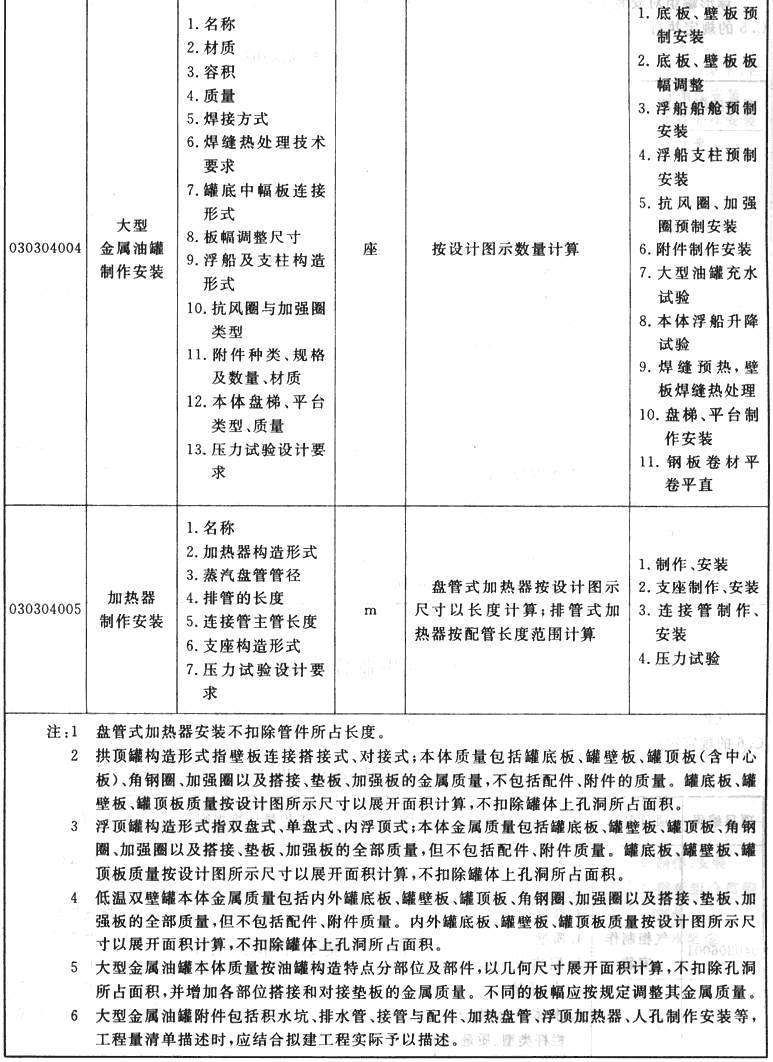 030304004
大型
金属油罐
制作安装
1. 名称
2. 材质
3. 容积
4. 质量
5. 焊接方式
6. 焊缝热处理技术
要求
7. 罐底中幅板连接
形式
8. 板幅调整尺寸
9. 浮船及支柱构造
形式
10. 抗风圈与加强圈
类型
11. 附件种类、规格
及数量、材质
12. 本体盘梯、平台
类型、质量
13. 压力试验设计要
求
座
按设计图示数量计算
1. 底板、壁板预
制安装
2. 底板、壁板板
幅调整
3. 浮船船舱预制
安装
4. 浮船支柱预制
安装
5. 抗风圈、加强
圈预制安装
6. 附件制作安装
7. 大型油罐充水
试验
8. 本体浮船升降
试验
9. 焊缝预热,壁
板焊缝热处理
10. 盘梯、平台制
作安装
11. 钢板卷材平
卷平直
030304005
加热器
制作安装
1. 名称
2. 加热器构造形式
3. 蒸汽盘管管径
4. 排管的长度
5. 连接管主管长度
6. 支座构造形式
7. 压力试验设计要
求
m
盘管式加热器按设计图示
尺寸以长度计算;排管式加
热器按配管长度范围计算
1. 制作、安装
2. 支座制作、安装
3. 连接管制作、
安装
4. 压力试验
注:1 盘管式加热器安装不扣除管件所占长度。
2 拱顶罐构造形式指壁板连接搭接式、对接式;本体质量包括罐底板、罐壁板、罐顶板(含中心
板)、角钢圈、加强圈以及搭接、垫板、加强板的金属质量,不包括配件、附件的质量。罐底板、罐
壁板、罐顶板质量按设计图所示尺寸以展开面积计算,不扣除罐体上孔洞所占面积。
3 浮顶罐构造形式指双盘式、单盘式、内浮顶式;本体金属质量包括罐底板、罐壁板、罐顶板、角钢
圈、加强圈以及搭接、垫板、加强板的全部质量,但不包括配件、附件质量。罐底板、罐壁板、罐
顶板质量按设计图所示尺寸以展开面积计算,不扣除罐体上孔洞所占面积。
4 低温双壁罐本体金属质量包括内外罐底板、罐壁板、罐顶板、角钢圈、加强圈以及搭接、垫板、加
强板的全部质量,但不包括配件、附件质量。内外罐底板、罐壁板、罐顶板质量按设计图所示尺
寸以展开面积计算,不扣除罐体上孔洞所占面积。
5 大型金属油罐本体质量按油罐构造特点分部位及部件,以几何尺寸展开面积计算,不扣除孔洞
所占面积,并增加各部位搭接和对接垫板的金属质量。不同的板幅应按规定调整其金属质量。
6 大型金属油罐附件包括积水坑、排水管、接管与配件、加热盘管、浮顶加热器、人孔制作安装等,
工程量清单描述时,应结合拟建工程实际予以描述。